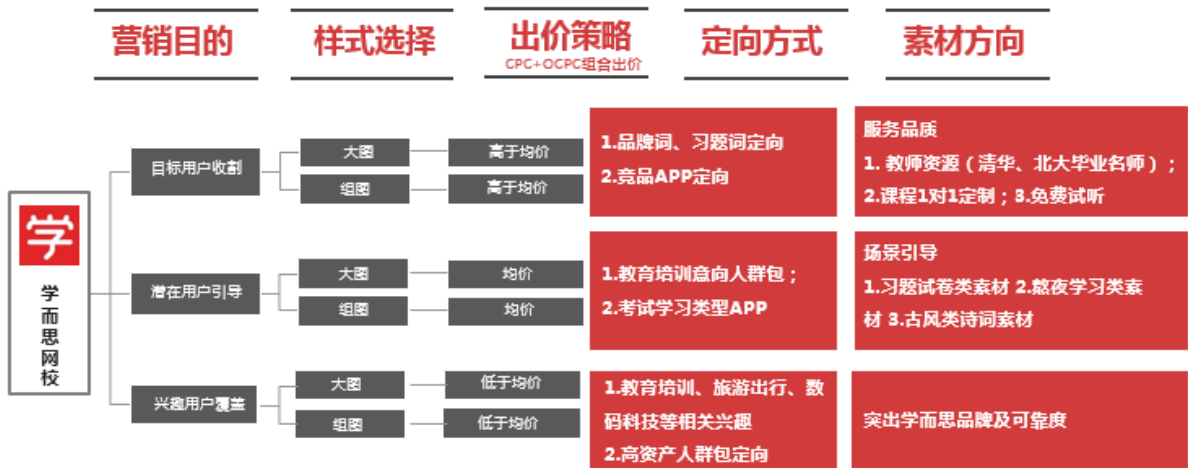 营销目的
样式选择
出价策略
CPC+OCPC组合出价
定向方式
素材方向
学
学而思网校
目标用户收割
大图
高于均价
组图
高于均价
1.品牌词、习题词定向
2.竞品APP定向
服务品质
1. 教师资源（清华、北大毕业名师）；
2.课程1对1定制；3.免费试听
潜在用户引导
大图
均价
组图
均价
1.教育培训意向人群包；
2.考试学习类型APP
场景引导
1.习题试卷类素材 2.熬夜学习类素
材 3.古风类诗词素材
兴趣用户覆盖
大图
低于均价
组图
低于均价
1.教育培训、旅游出行、数
码科技等相关兴趣
2.高资产人群包定向
突出学而思品牌及可靠度